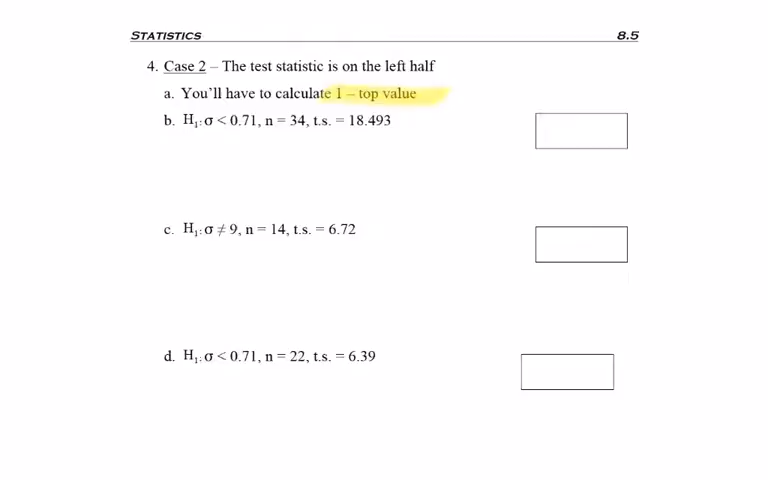 STATISTICS 8.5
4. Case 2 – The test statistic is on the left half
a. You'll have to calculate 1 – top value
b. H₁: σ < 0.71, n = 34, t.s. = 18.493
c. H₁: σ ≠ 9, n = 14, t.s. = 6.72
d. H₁: σ < 0.71, n = 22, t.s. = 6.39